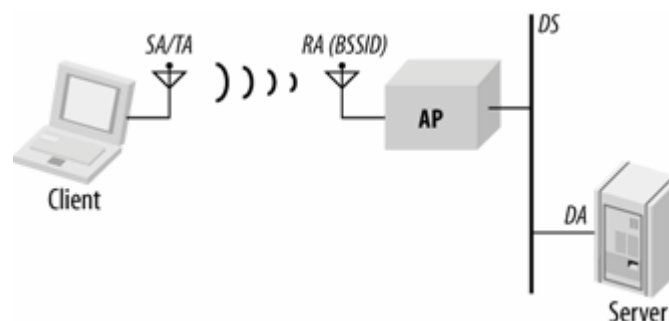 SA/TA
RA (BSSID)
DS
AP
Client
DA
Server